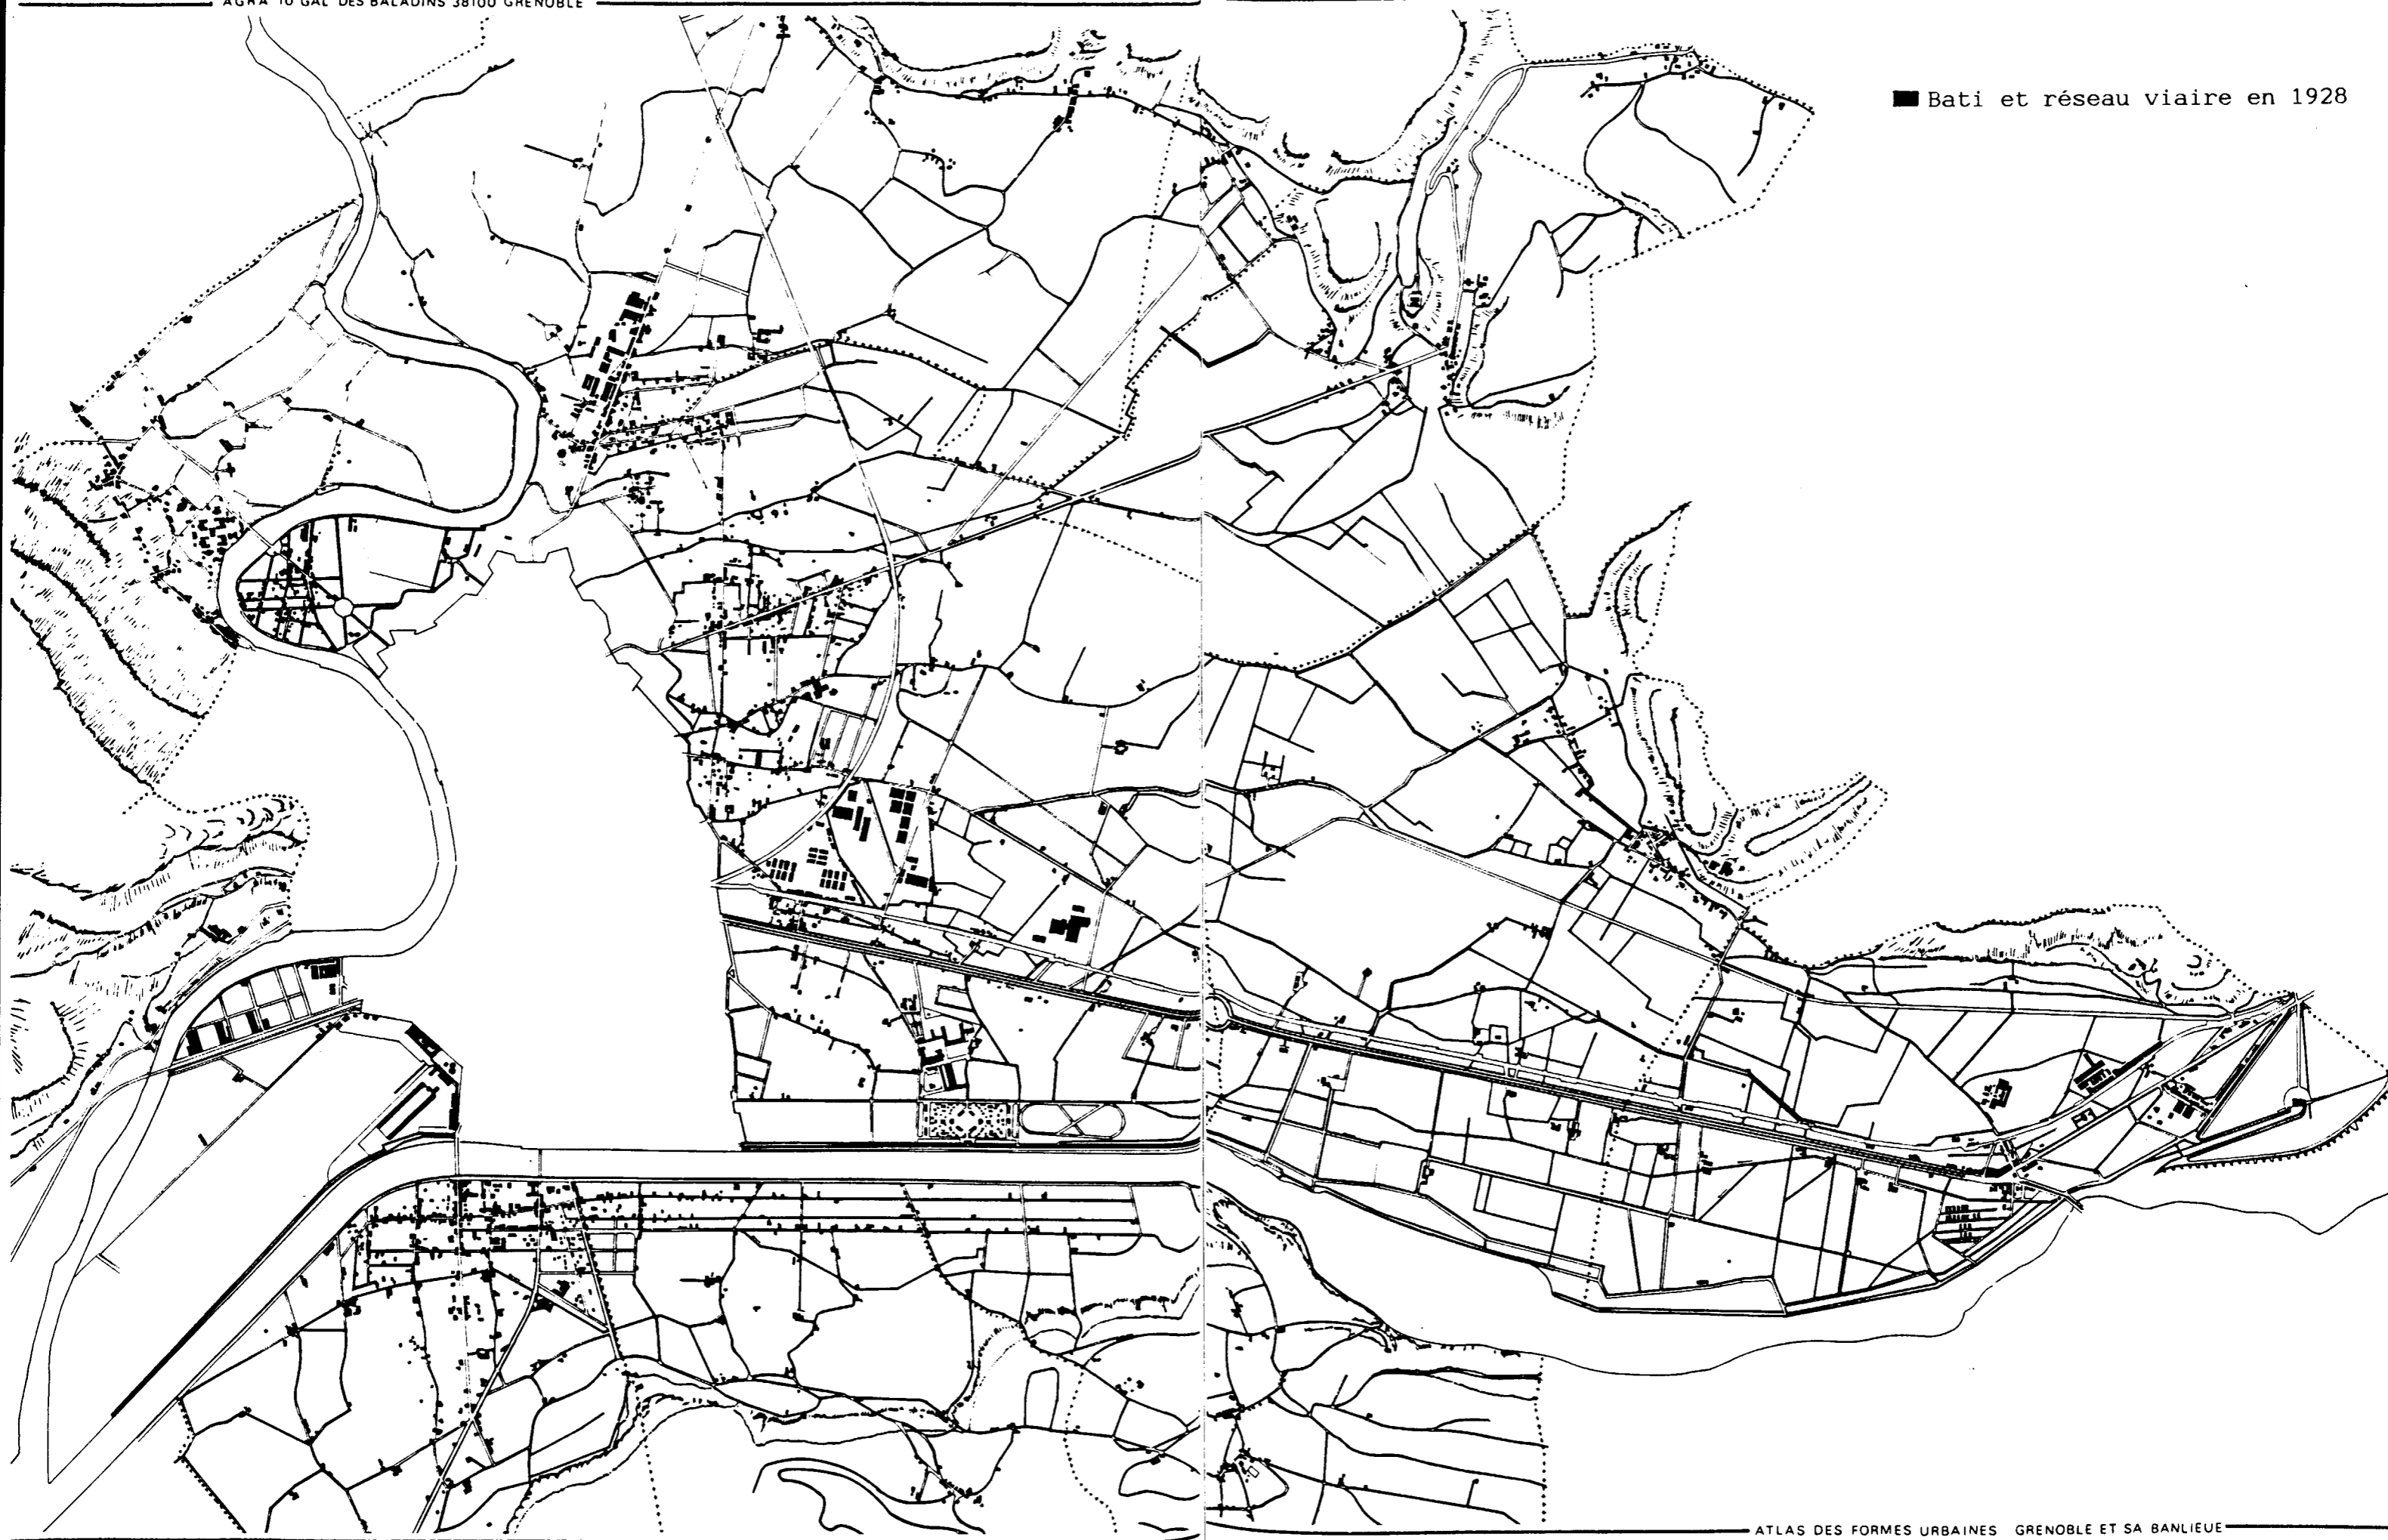 AGRA 10 GAL DES BALADINS 38100 GRENOBLE
Bati et réseau viaire en 1928
ATLAS DES FORMES URBAINES GRENOBLE ET SA BANLIEUE